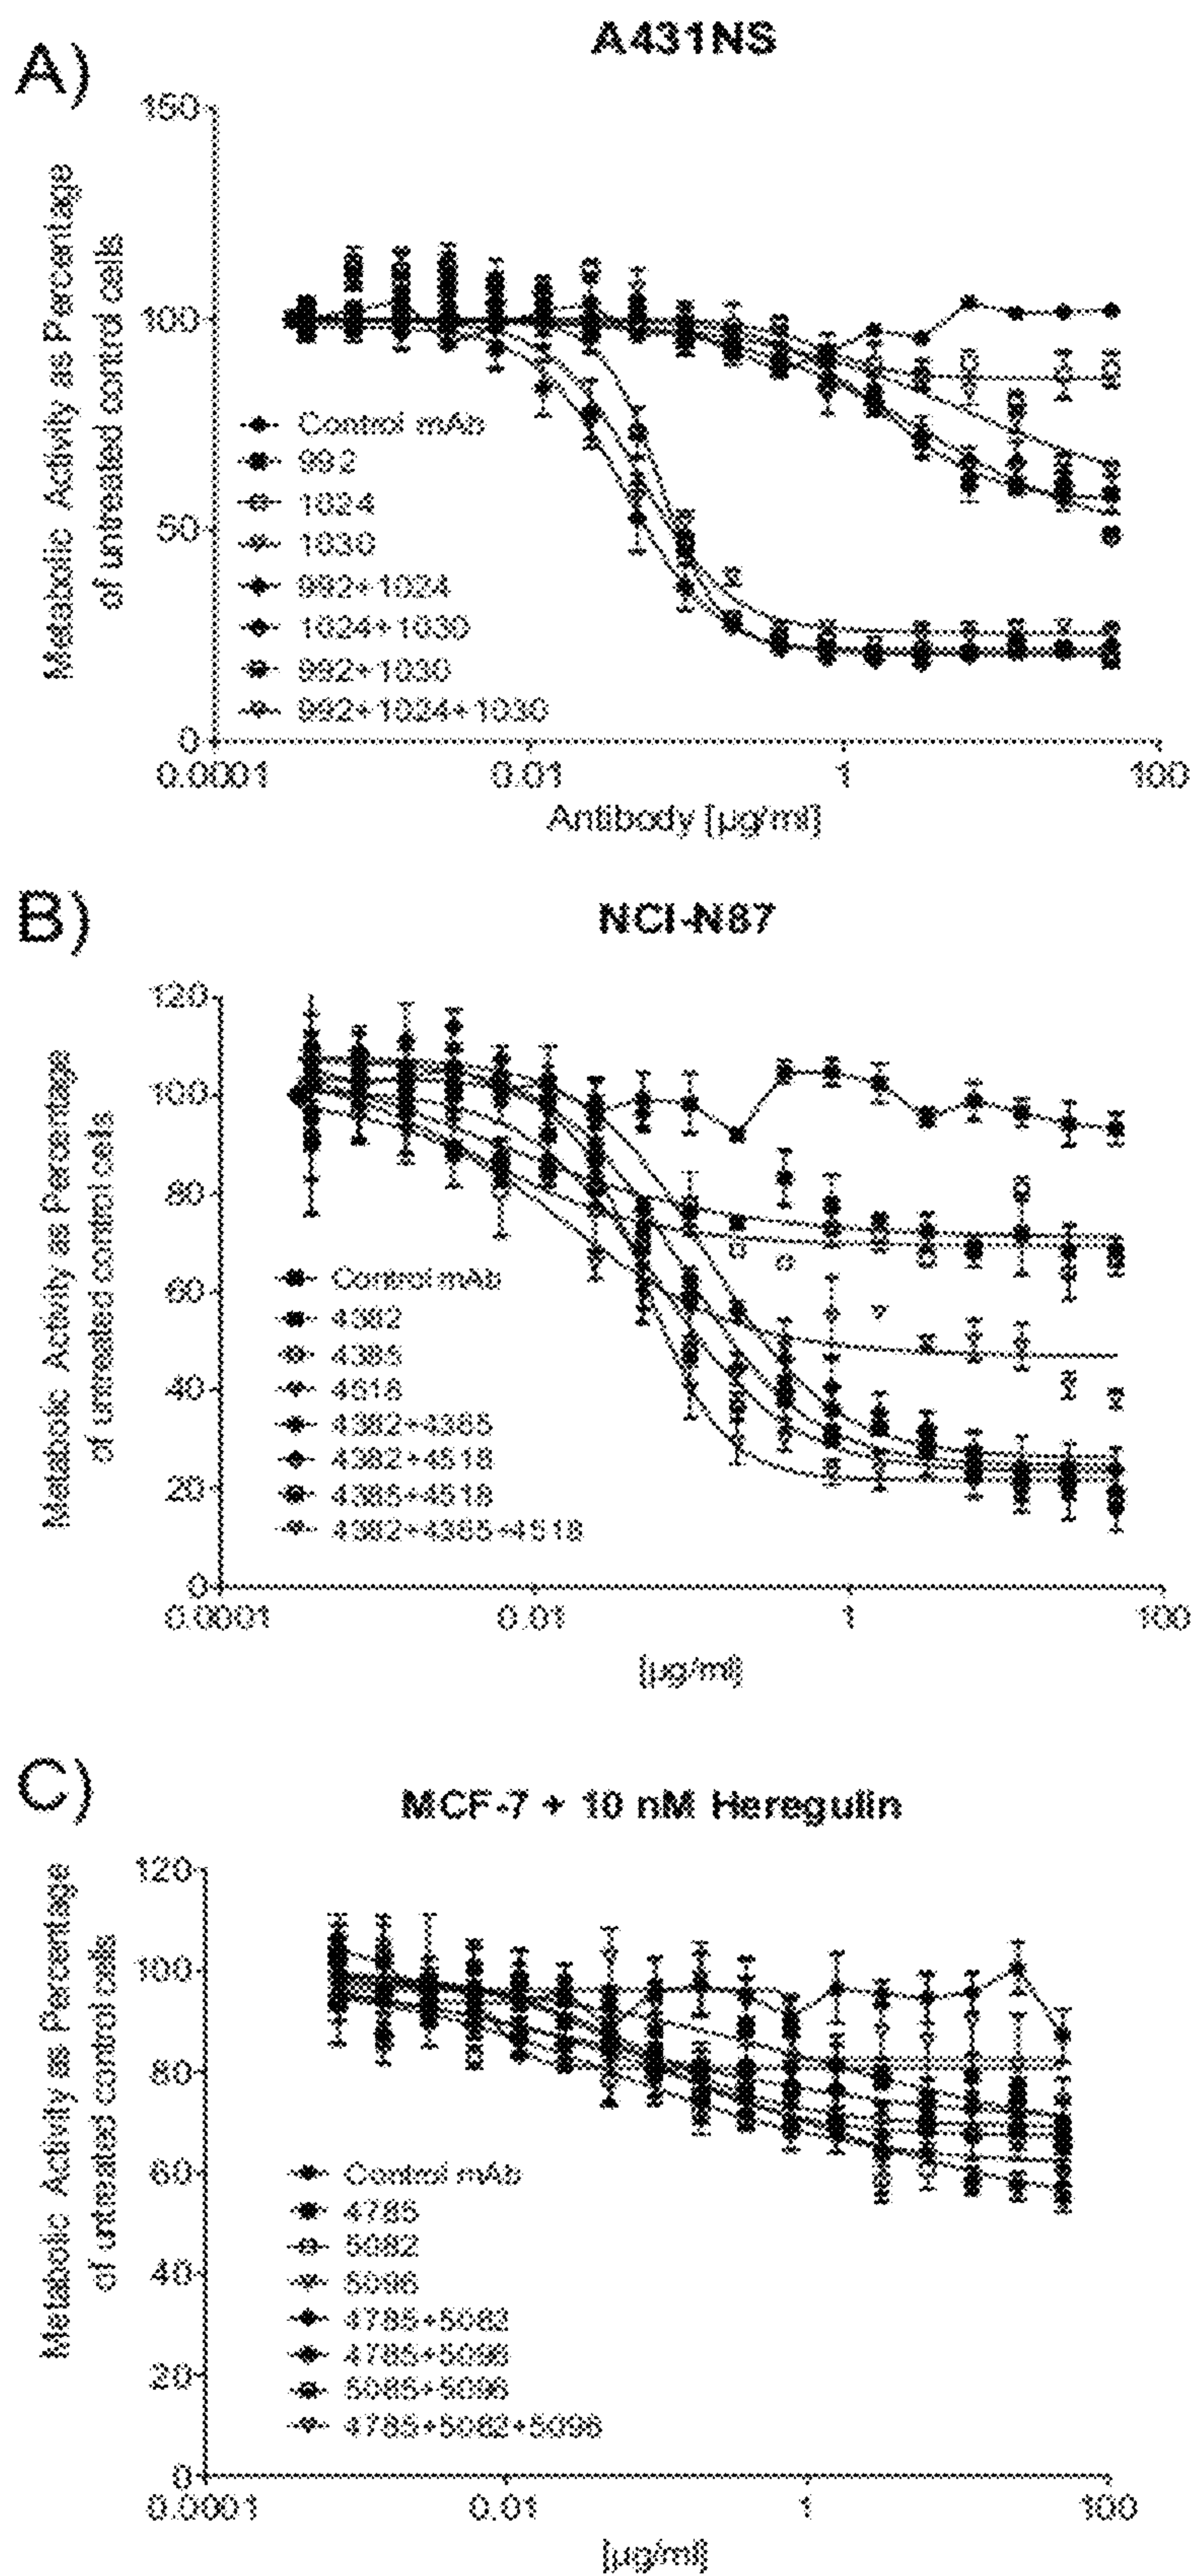 A)
A431NS
Metabolic Activity as Percentage
of untreated control cells
150
100
50
0
Control mAb
992
1024
1030
992+1024
1024+1030
992+1030
992+1024+1030
0.0001
0.01
1
100
Antibody [µg/ml]
B)
NCI-N87
Metabolic Activity as Percentage
of untreated control cells
120
100
80
60
40
20
0
Control mAb
4382
4385
4518
4382+4385
4382+4518
4385+4518
4382+4385+4518
0.0001
0.01
1
100
[µg/ml]
C)
MCF-7 + 10 nM Heregulin
Metabolic Activity as Percentage
of untreated control cells
120
100
80
60
40
20
0
Control mAb
4785
5082
5096
4785+5082
4785+5096
5085+5096
4785+5082+5096
0.0001
0.01
1
100
[µg/ml]